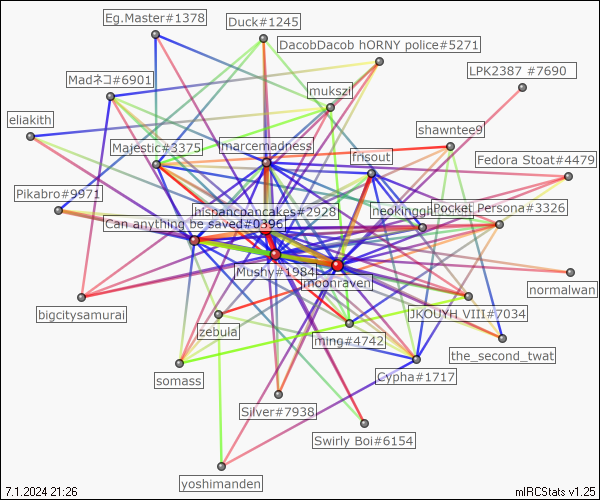 Eg.Master#1378
Duck#1245
DacobDacob hORNY police#5271
Madネコ#6901
LPK2387 #7690
mukszi
eliakith
shawntee9
Majestic#3375
marcemadness
frisout
Fedora Stoat#4479
Pikabro#9971
hispancpancakes#2928
Pocket Persona#3326
Can anything be saved#0396
Mushy#1984
moonraven
normalwan
bigcitysamurai
JKOUYH VIII#7034
zebula
ming#4742
the_second_twat
somass
Cypha#1717
Silver#7938
Swirly Boi#6154
yoshimanden
7.1.2024 21:26
mIRCStats v1.25